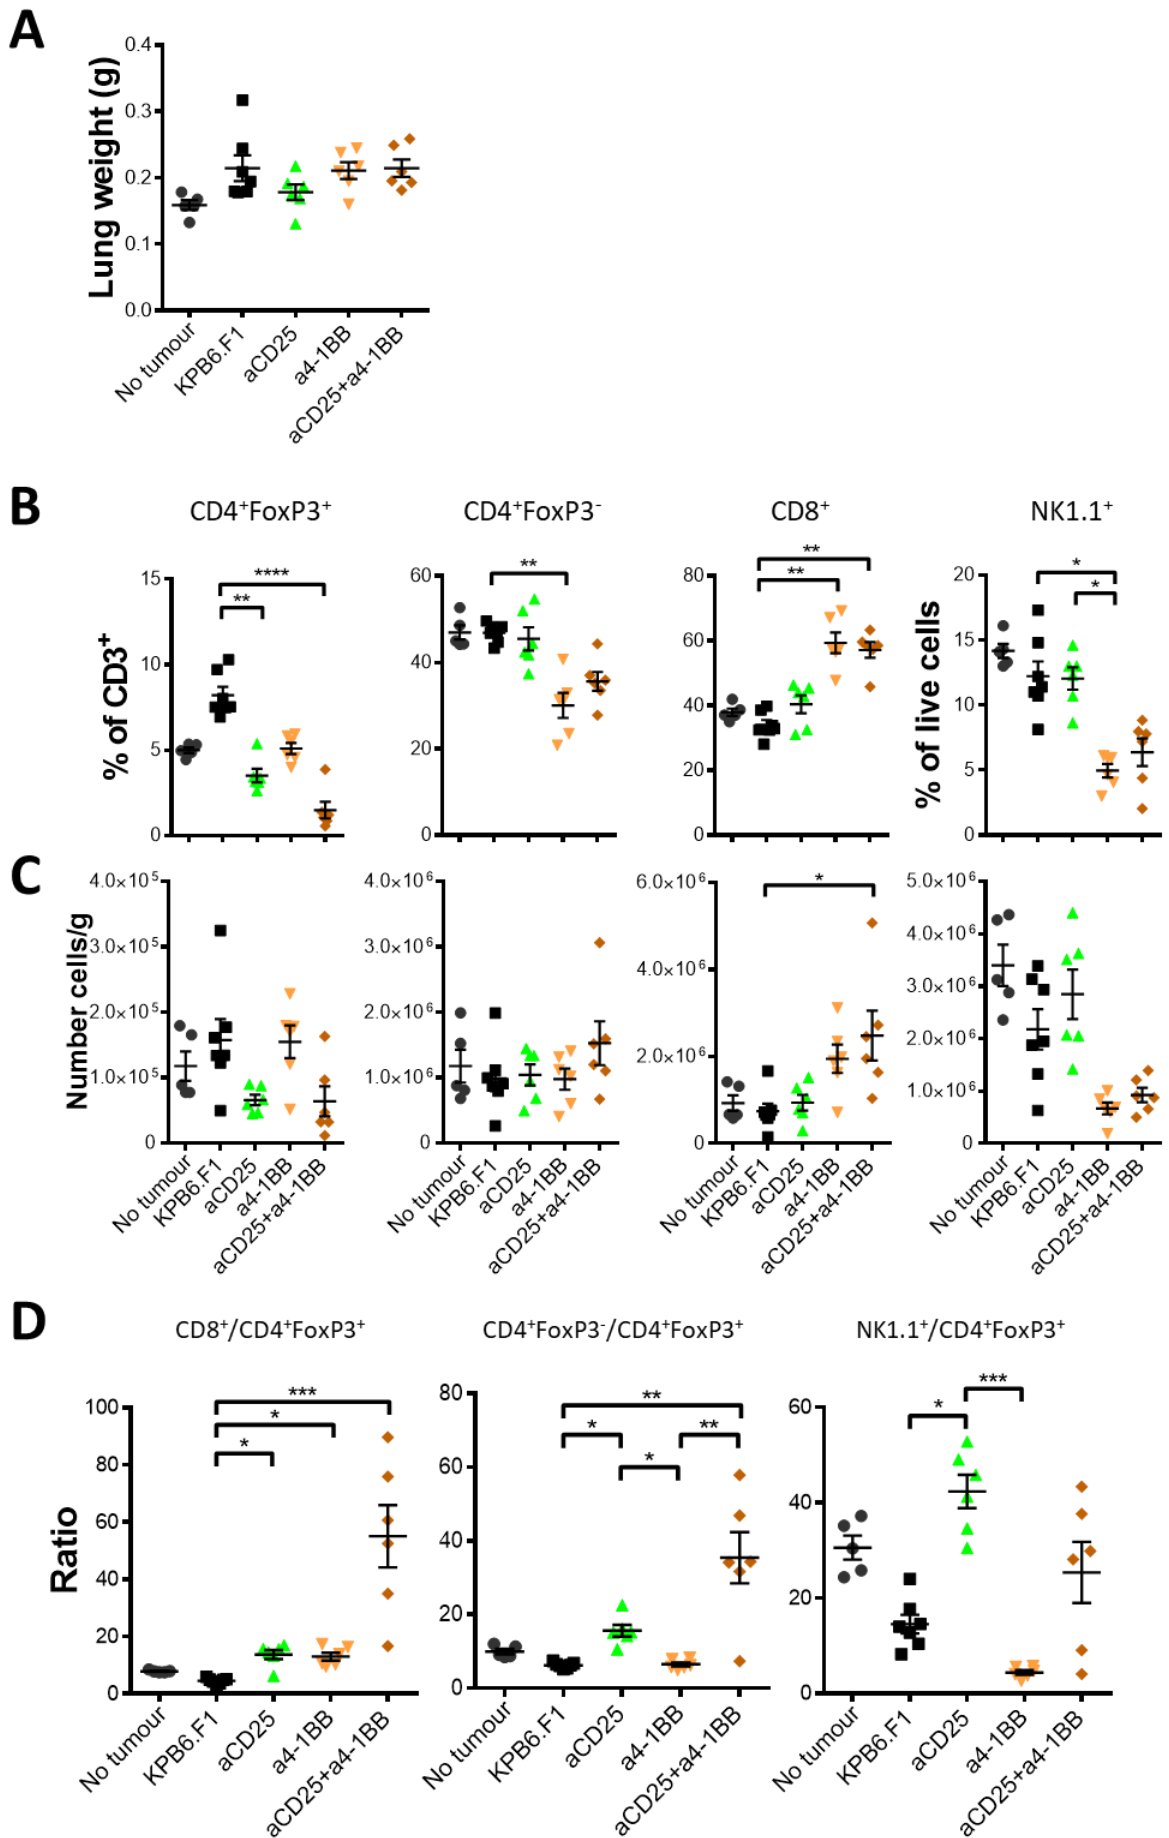 A
Lung weight (g)
0.4
0.3
0.2
0.1
0.0
No tumour
KPB6.F1
aCD25
a4-1BB
aCD25+a4-1BB
B
CD4⁺FoxP3⁺
CD4⁺FoxP3⁻
CD8⁺
NK1.1⁺
% of CD3⁺
15
10
5
0
****
**
60
40
20
0
**
80
60
40
20
0
**
**
% of live cells
20
15
10
5
0
*
*
C
Number cells/g
4.0×10⁵
3.0×10⁵
2.0×10⁵
1.0×10⁵
0
No tumour
KPB6.F1
aCD25
a4-1BB
aCD25+a4-1BB
4.0×10⁶
3.0×10⁶
2.0×10⁶
1.0×10⁶
0
No tumour
KPB6.F1
aCD25
a4-1BB
aCD25+a4-1BB
6.0×10⁶
4.0×10⁶
2.0×10⁶
0
*
No tumour
KPB6.F1
aCD25
a4-1BB
aCD25+a4-1BB
5.0×10⁶
4.0×10⁶
3.0×10⁶
2.0×10⁶
1.0×10⁶
0
No tumour
KPB6.F1
aCD25
a4-1BB
aCD25+a4-1BB
D
CD8⁺/CD4⁺FoxP3⁺
CD4⁺FoxP3⁻/CD4⁺FoxP3⁺
NK1.1⁺/CD4⁺FoxP3⁺
Ratio
100
80
60
40
20
0
***
*
*
No tumour
KPB6.F1
aCD25
a4-1BB
aCD25+a4-1BB
80
60
40
20
0
**
*
**
*
No tumour
KPB6.F1
aCD25
a4-1BB
aCD25+a4-1BB
60
40
20
0
***
*
No tumour
KPB6.F1
aCD25
a4-1BB
aCD25+a4-1BB